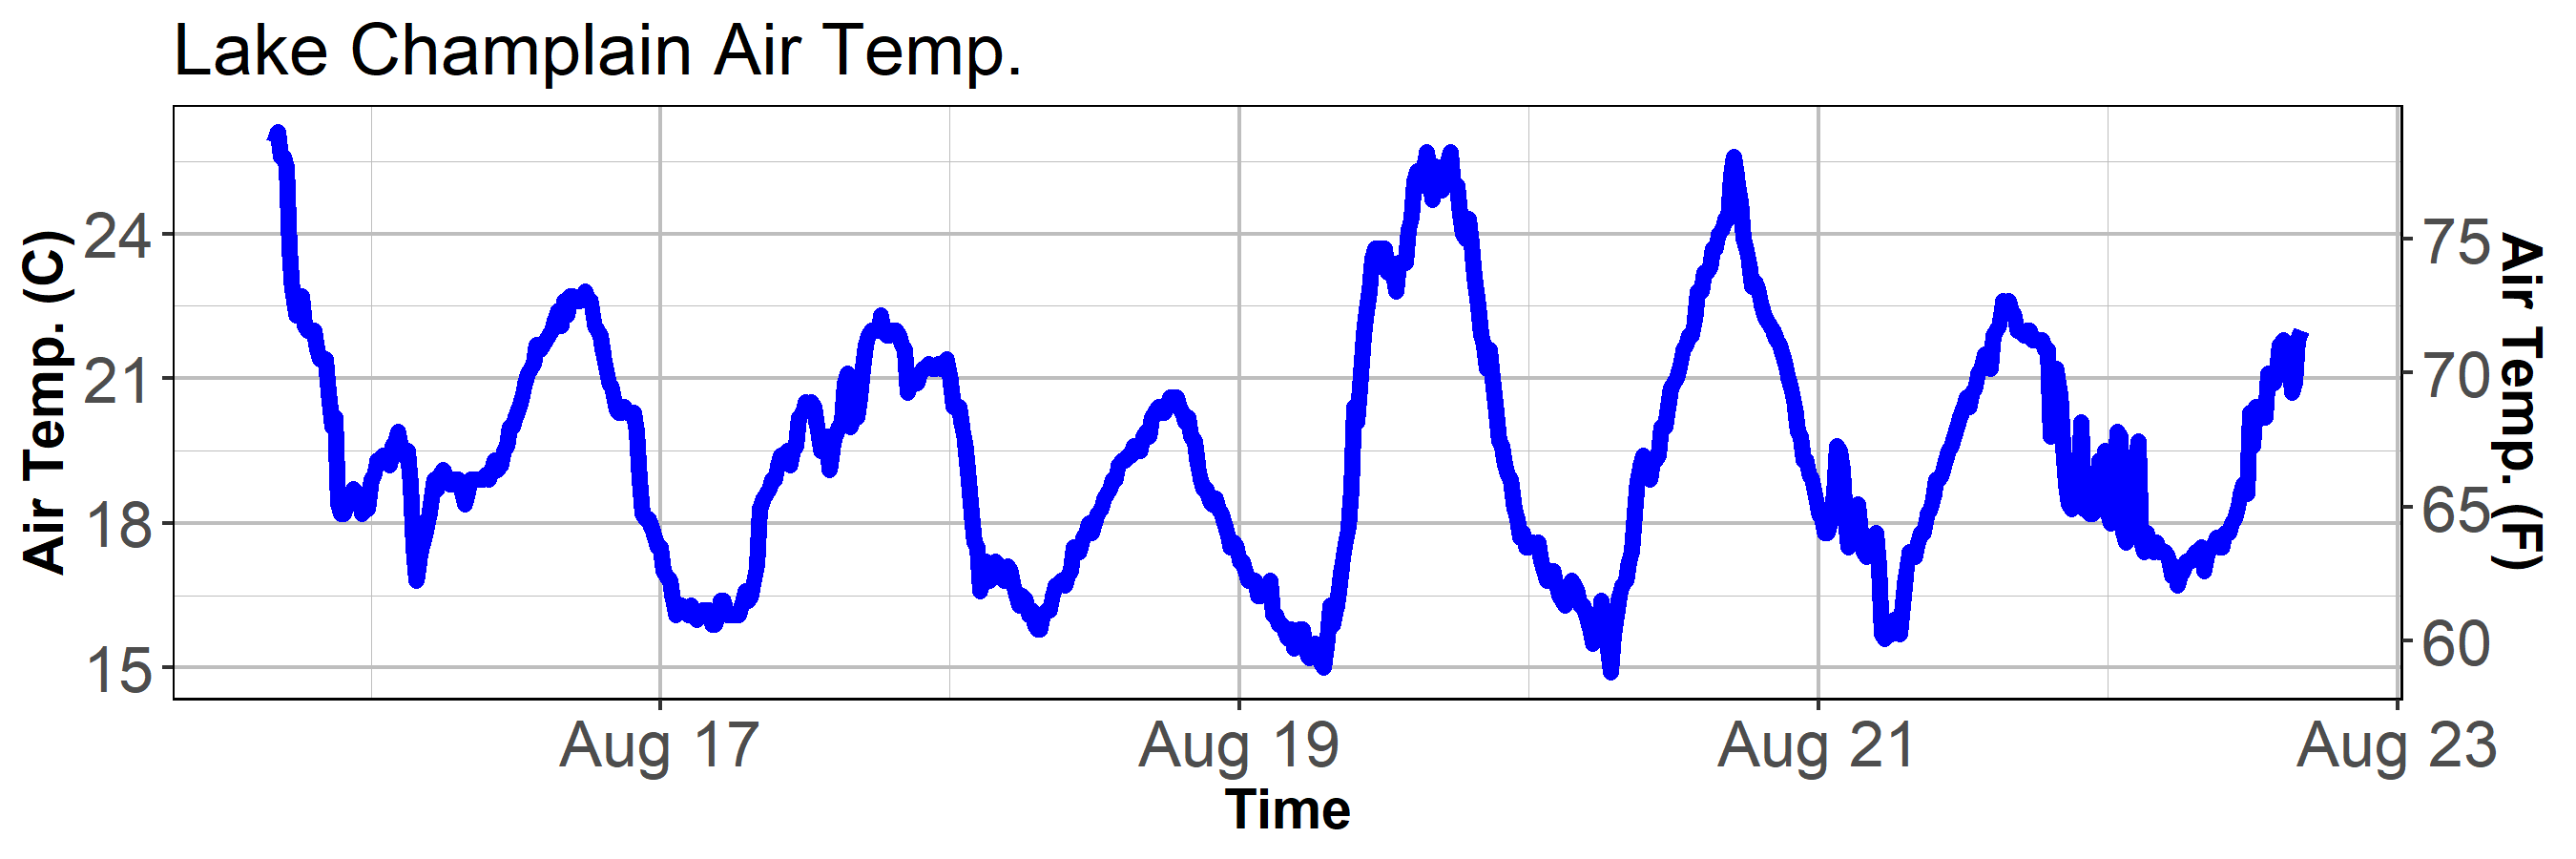 Lake Champlain Air Temp.
Air Temp. (C)
24
21
18
15
75
70
65
60
Air Temp. (F)
Aug 17 Aug 19 Aug 21 Aug 23
Time